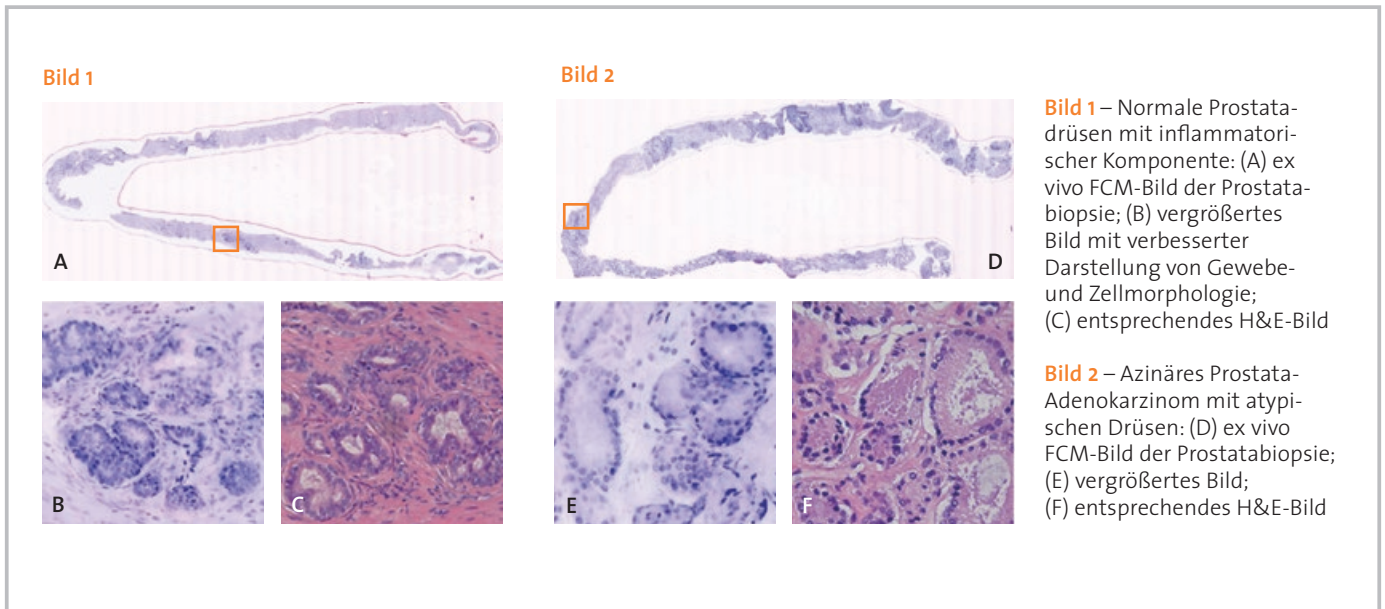 Bild 1
Bild 2
A
D
B
C
E
F
Bild 1 – Normale Prostata-
drüsen mit inflammatori-
scher Komponente: (A) ex
vivo FCM-Bild der Prostata-
biopsie; (B) vergrößertes
Bild mit verbesserter
Darstellung von Gewebe-
und Zellmorphologie;
(C) entsprechendes H&E-Bild
Bild 2 – Azinäres Prostata-
Adenokarzinom mit atypi-
schen Drüsen: (D) ex vivo
FCM-Bild der Prostatabiopsie;
(E) vergrößertes Bild;
(F) entsprechendes H&E-Bild